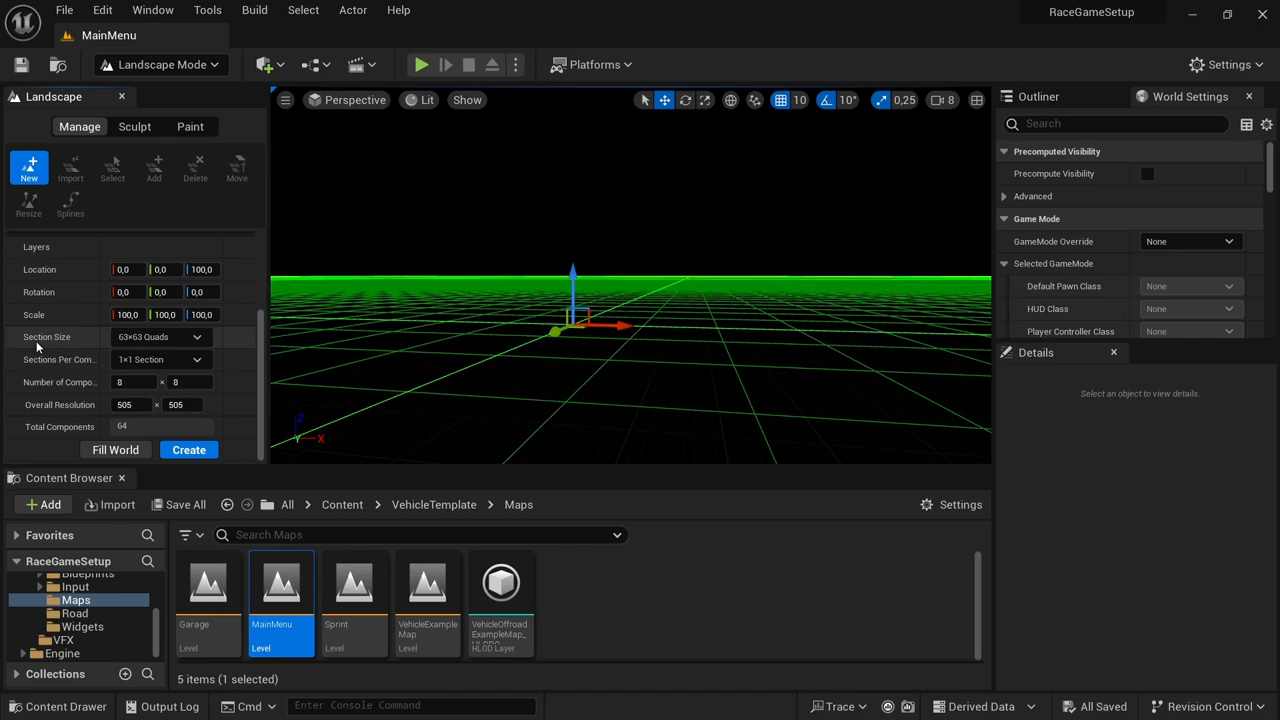 File Edit Window Tools Build Select Actor Help RaceGameSetup
MainMenu
Landscape Mode Platforms Settings
Landscape
Manage Sculpt Paint
New Import Select Add Delete Move
Resize Splines
Layers
Location 0,0 0,0 100,0
Rotation 0,0 0,0 0,0
Scale 100,0 100,0 100,0
Section Size 63×63 Quads
Sections Per Com... 1×1 Section
Number of Compo... 8 × 8
Overall Resolution 505 × 505
Total Components 64
Fill World Create
Perspective Lit Show 10 10° 0,25 8
Z
Y X
Outliner World Settings
Search
Precomputed Visibility
Precompute Visibility
Advanced
Game Mode
GameMode Override None
Selected GameMode
Default Pawn Class None
HUD Class None
Player Controller Class None
Details
Select an object to view details.
Content Browser
Add Import Save All All Content VehicleTemplate Maps Settings
Favorites
RaceGameSetup
Blueprints
Input
Maps
Road
Widgets
VFX
Engine
Collections
Search Maps
Garage
Level
MainMenu
Level
Sprint
Level
VehicleExample
Map
Level
VehicleOffroad
ExampleMap_
HLOD Layer
5 items (1 selected)
Content Drawer Output Log Cmd Enter Console Command Trace Derived Data All Saved Revision Control